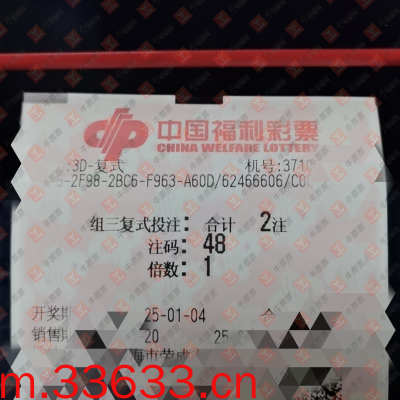 中国福利彩票
CHINA WELFARE LOTTERY
3D-复式 机号:3710
-2F98-2BC6-F963-A60D/62466606/C0
组三复式投注: 合计 2注
注码: 48
倍数: 1
开奖期 25-01-04
销售期 20 25
m.33633.cn